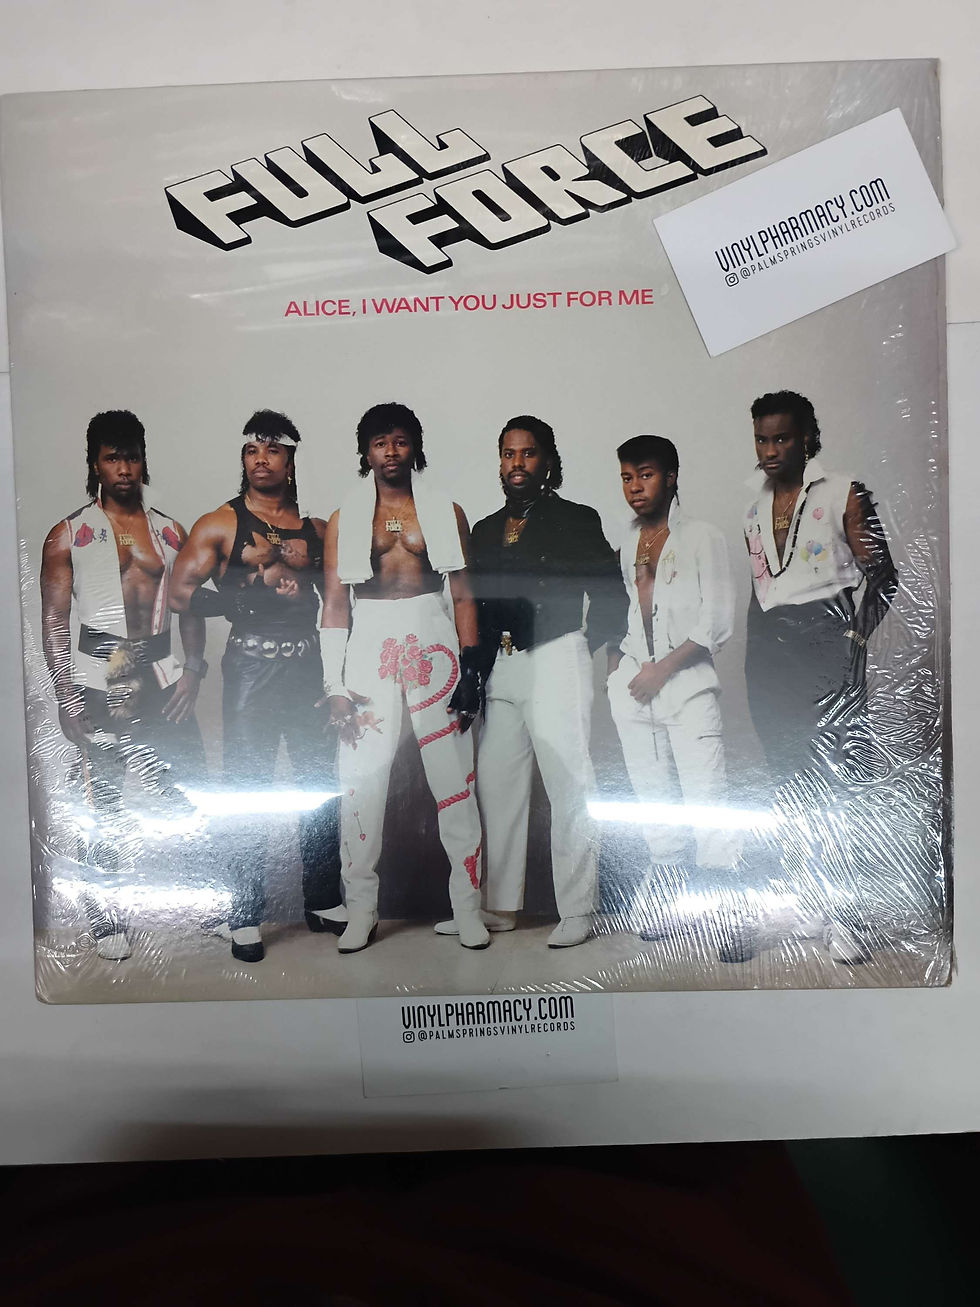 FULL
FORCE
ALICE, I WANT YOU JUST FOR ME
VINYLPHARMACY.COM
@PALMSPRINGSVINYLRECORDS
VINYLPHARMACY.COM
@PALMSPRINGSVINYLRECORDS